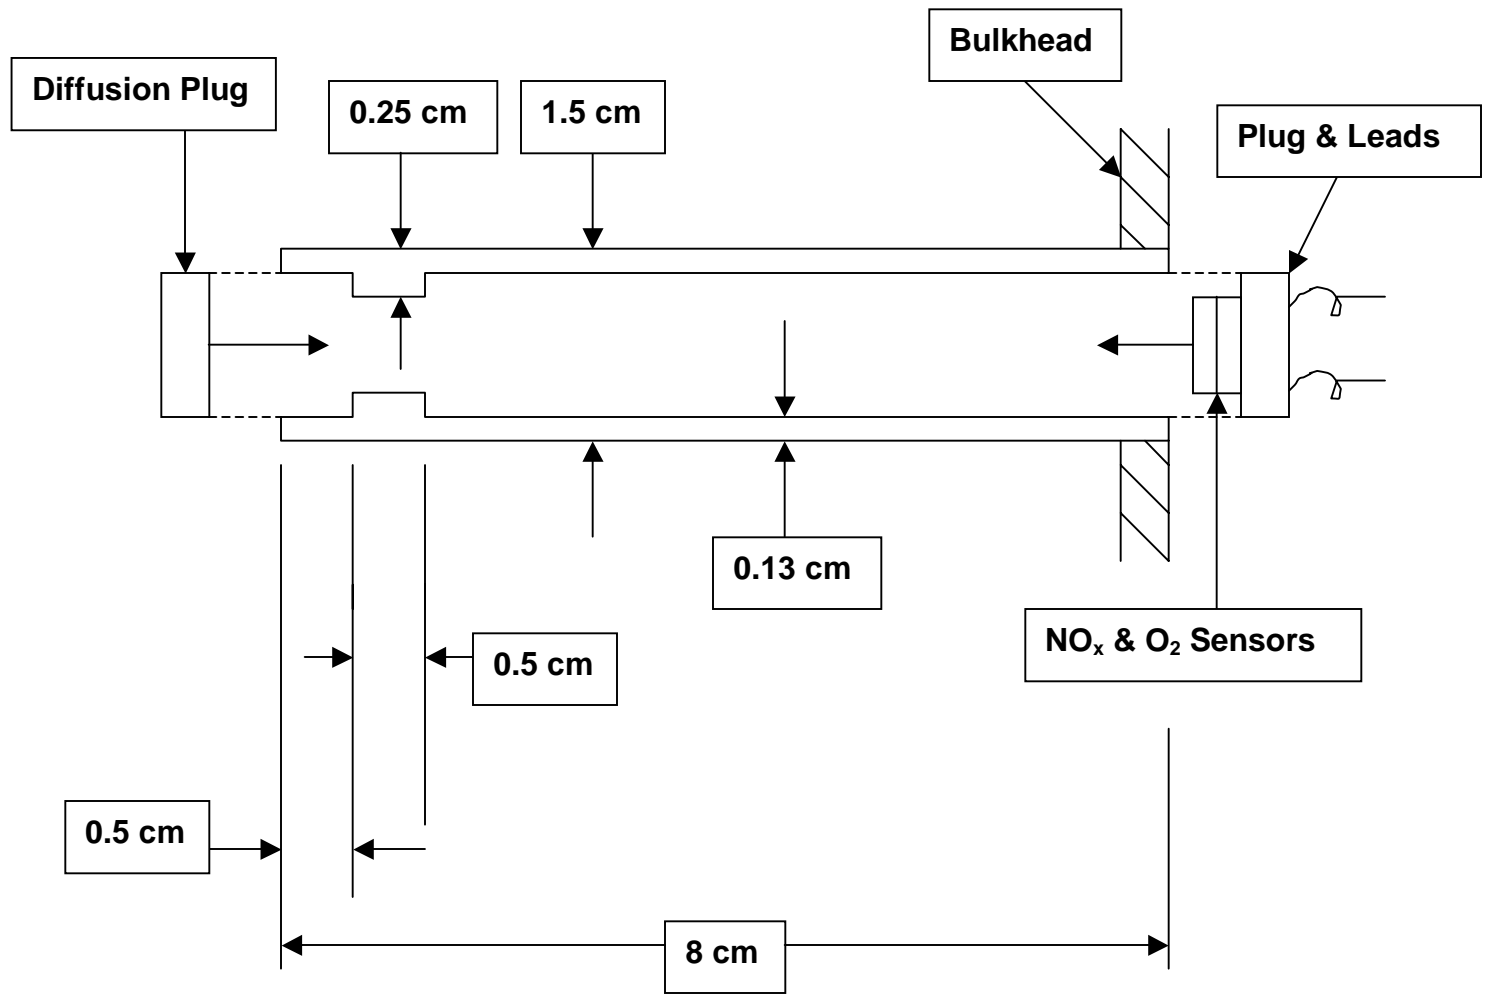 Bulkhead
Diffusion Plug
0.25 cm
1.5 cm
Plug & Leads
0.13 cm
NOₓ & O₂ Sensors
0.5 cm
0.5 cm
8 cm